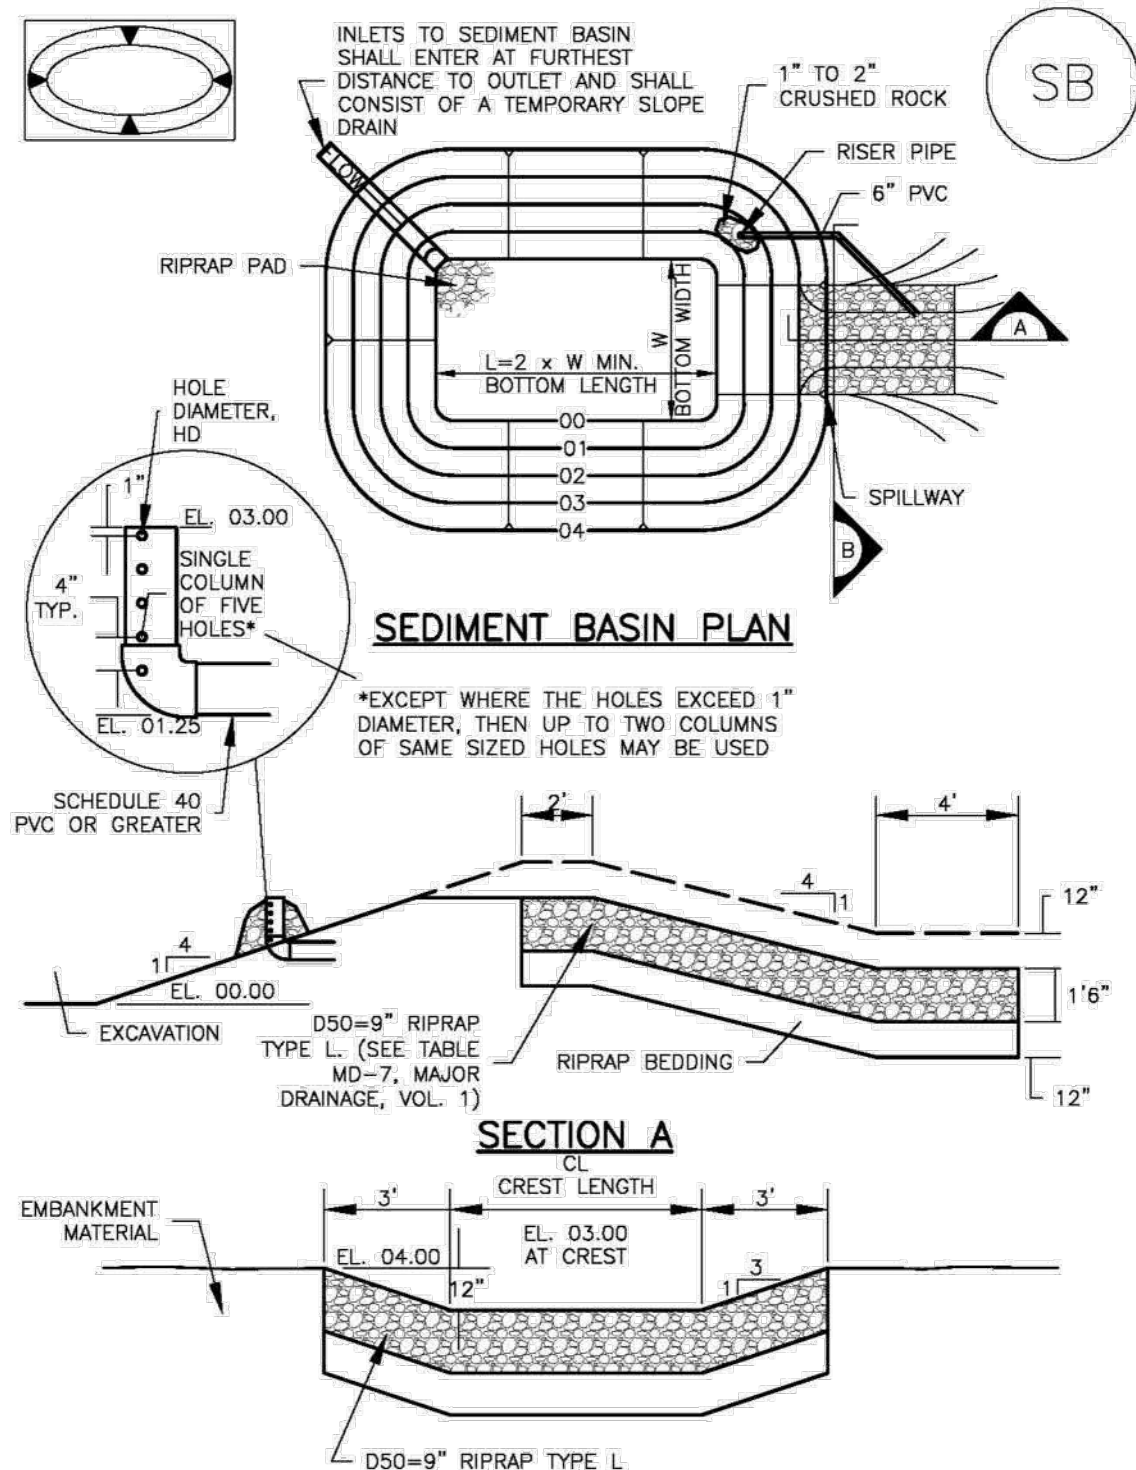 INLETS TO SEDIMENT BASIN
SHALL ENTER AT FURTHEST
DISTANCE TO OUTLET AND SHALL
CONSIST OF A TEMPORARY SLOPE
DRAIN
1" TO 2"
CRUSHED ROCK
SB
RISER PIPE
6" PVC
FLOW
RIPRAP PAD
A
W
BOTTOM WIDTH
L=2 x W MIN.
BOTTOM LENGTH
00
01
02
03
04
SPILLWAY
B
HOLE
DIAMETER,
HD
1"
EL. 03.00
4"
TYP.
SINGLE
COLUMN
OF FIVE
HOLES*
EL. 01.25
SEDIMENT BASIN PLAN
*EXCEPT WHERE THE HOLES EXCEED 1"
DIAMETER, THEN UP TO TWO COLUMNS
OF SAME SIZED HOLES MAY BE USED
SCHEDULE 40
PVC OR GREATER
2'
4'
4
1
12"
4
1
EL. 00.00
EXCAVATION
1'6"
D50=9" RIPRAP
TYPE L. (SEE TABLE
MD-7, MAJOR
DRAINAGE, VOL. 1)
RIPRAP BEDDING
12"
SECTION A
CL
CREST LENGTH
3'
3'
EMBANKMENT
MATERIAL
EL. 04.00
EL. 03.00
AT CREST
12"
3
1
D50=9" RIPRAP TYPE L